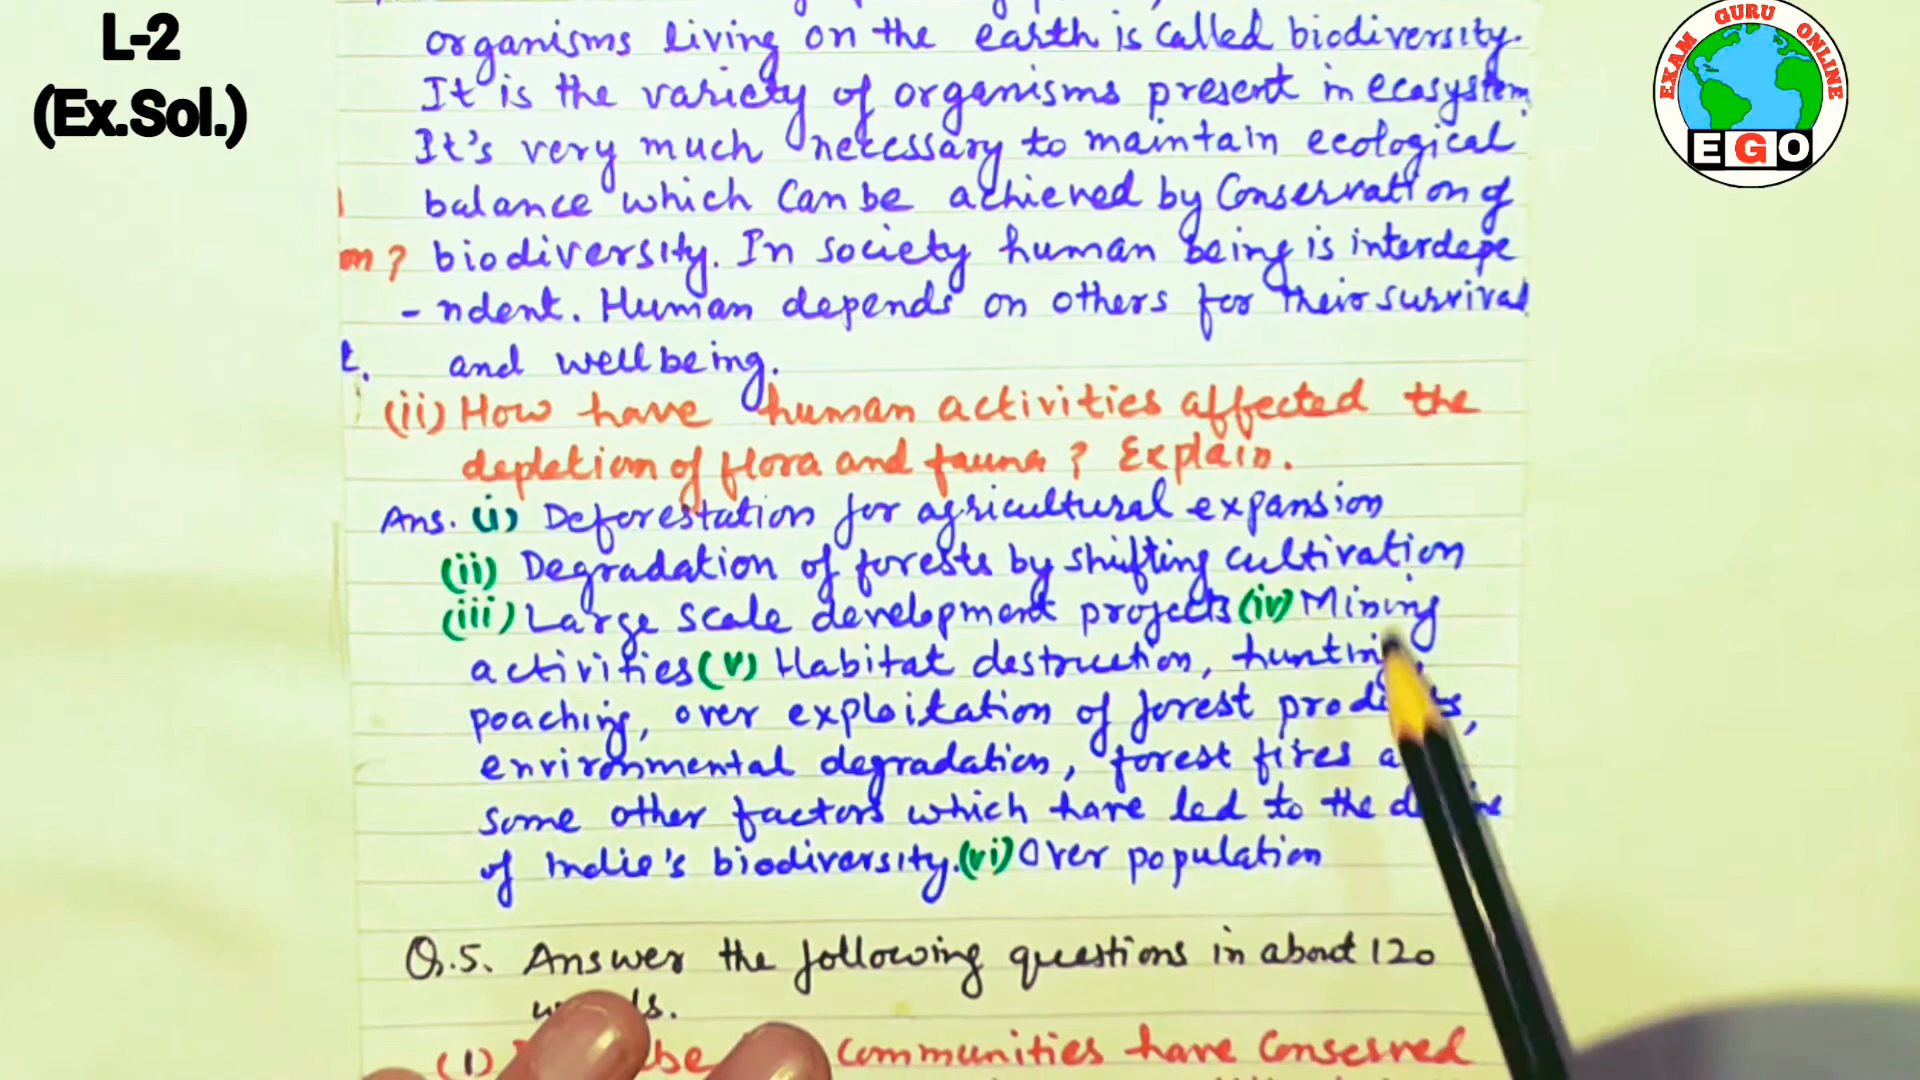 L-2
(Ex.Sol.)
EXAM GURU ONLINE
EGO
organisms living on the earth is called biodiversity.
It is the variety of organisms present in ecosystem.
It's very much necessary to maintain ecological
balance which can be achieved by conservation of
on? biodiversity. In society human being is interdepe
- ndent. Human depends on others for their survival
t. and well being.
(ii) How have human activities affected the
depletion of flora and fauna? Explain.
Ans. (i) Deforestation for agricultural expansion
(ii) Degradation of forests by shifting cultivation
(iii) Large scale development projects (iv) Mining
activities (v) Habitat destruction, hunting,
poaching, over exploitation of forest products,
environmental degradation, forest fires
some other factors which have led to the
of India's biodiversity. (vi) Over population
Q.5. Answer the following questions in about 120
(1) communities have conserved